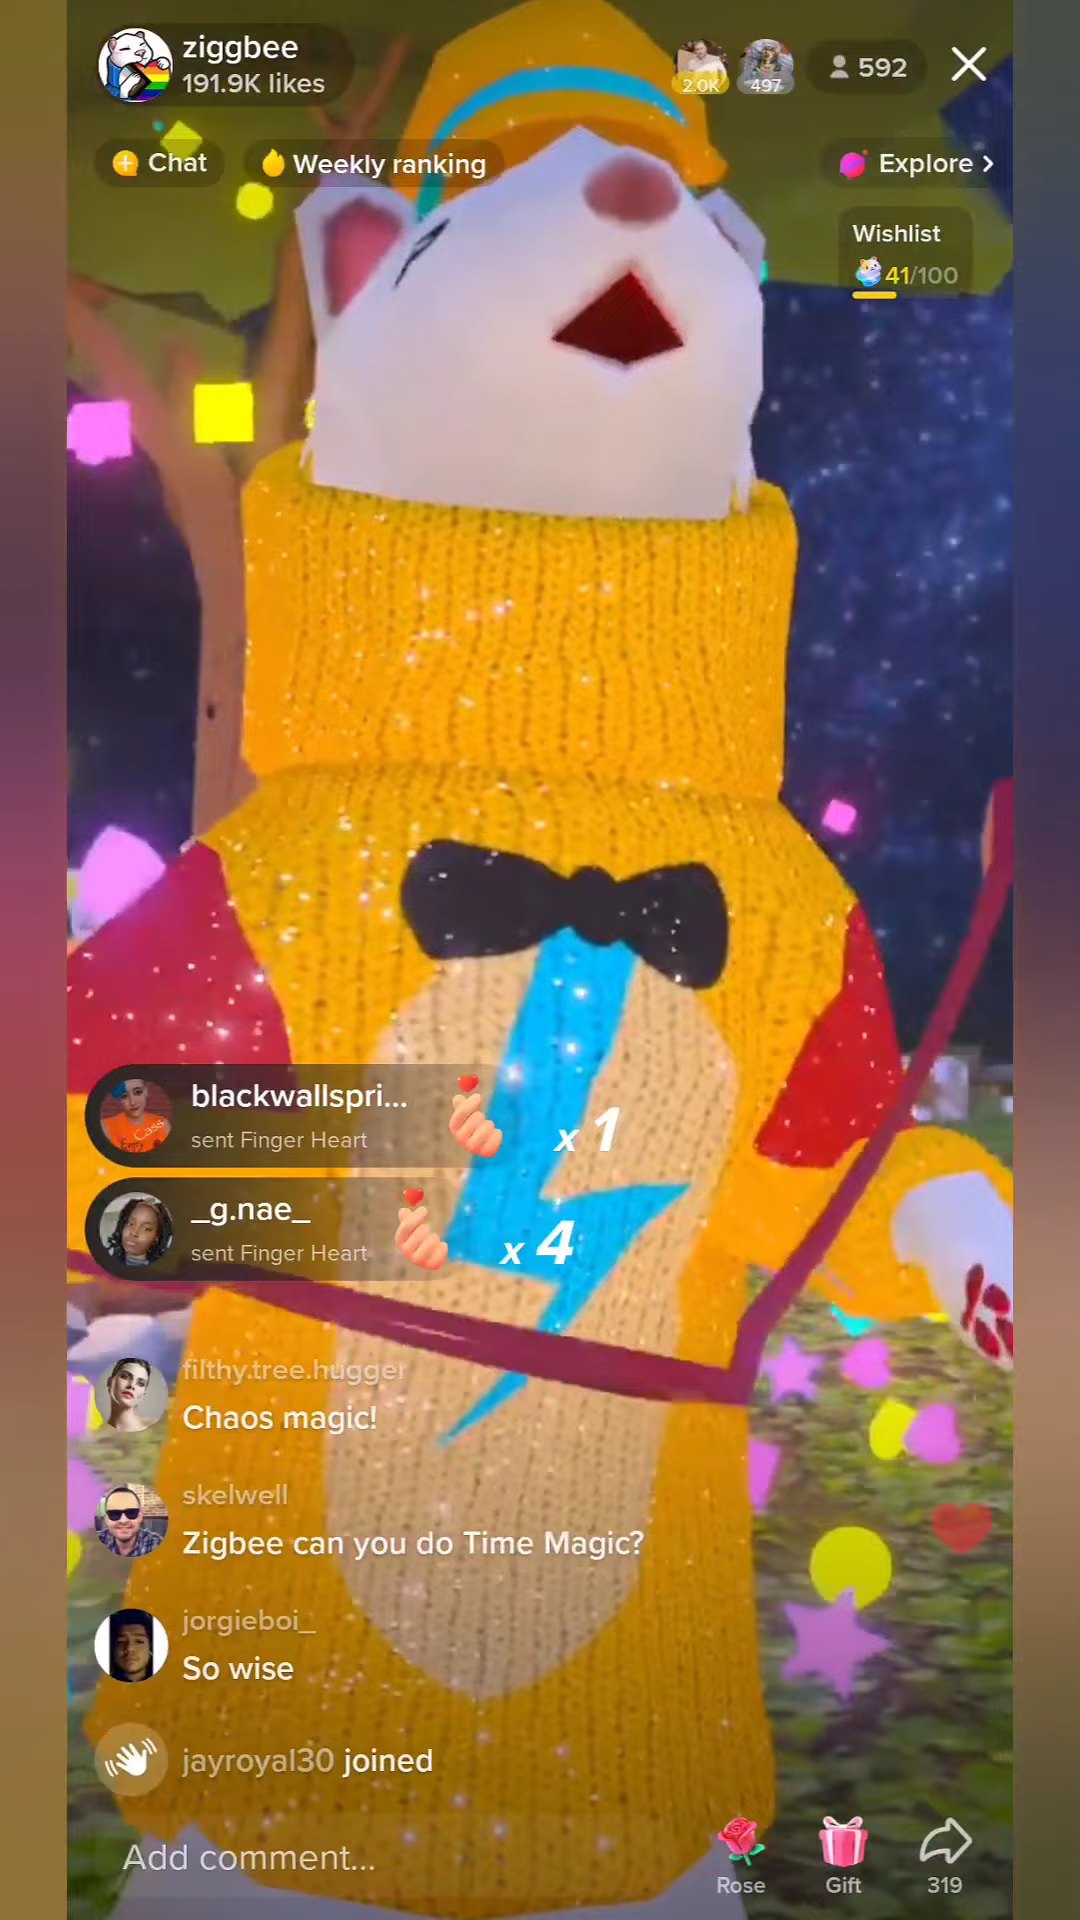 ziggbee
191.9K likes
2.0K
497
592
Chat
Weekly ranking
Explore
Wishlist
41/100
blackwallspri...
sent Finger Heart
x 1
_g.nae_
sent Finger Heart
x 4
filthy.tree.hugger
Chaos magic!
skelwell
Zigbee can you do Time Magic?
jorgieboi_
So wise
jayroyal30 joined
Add comment...
Rose
Gift
319